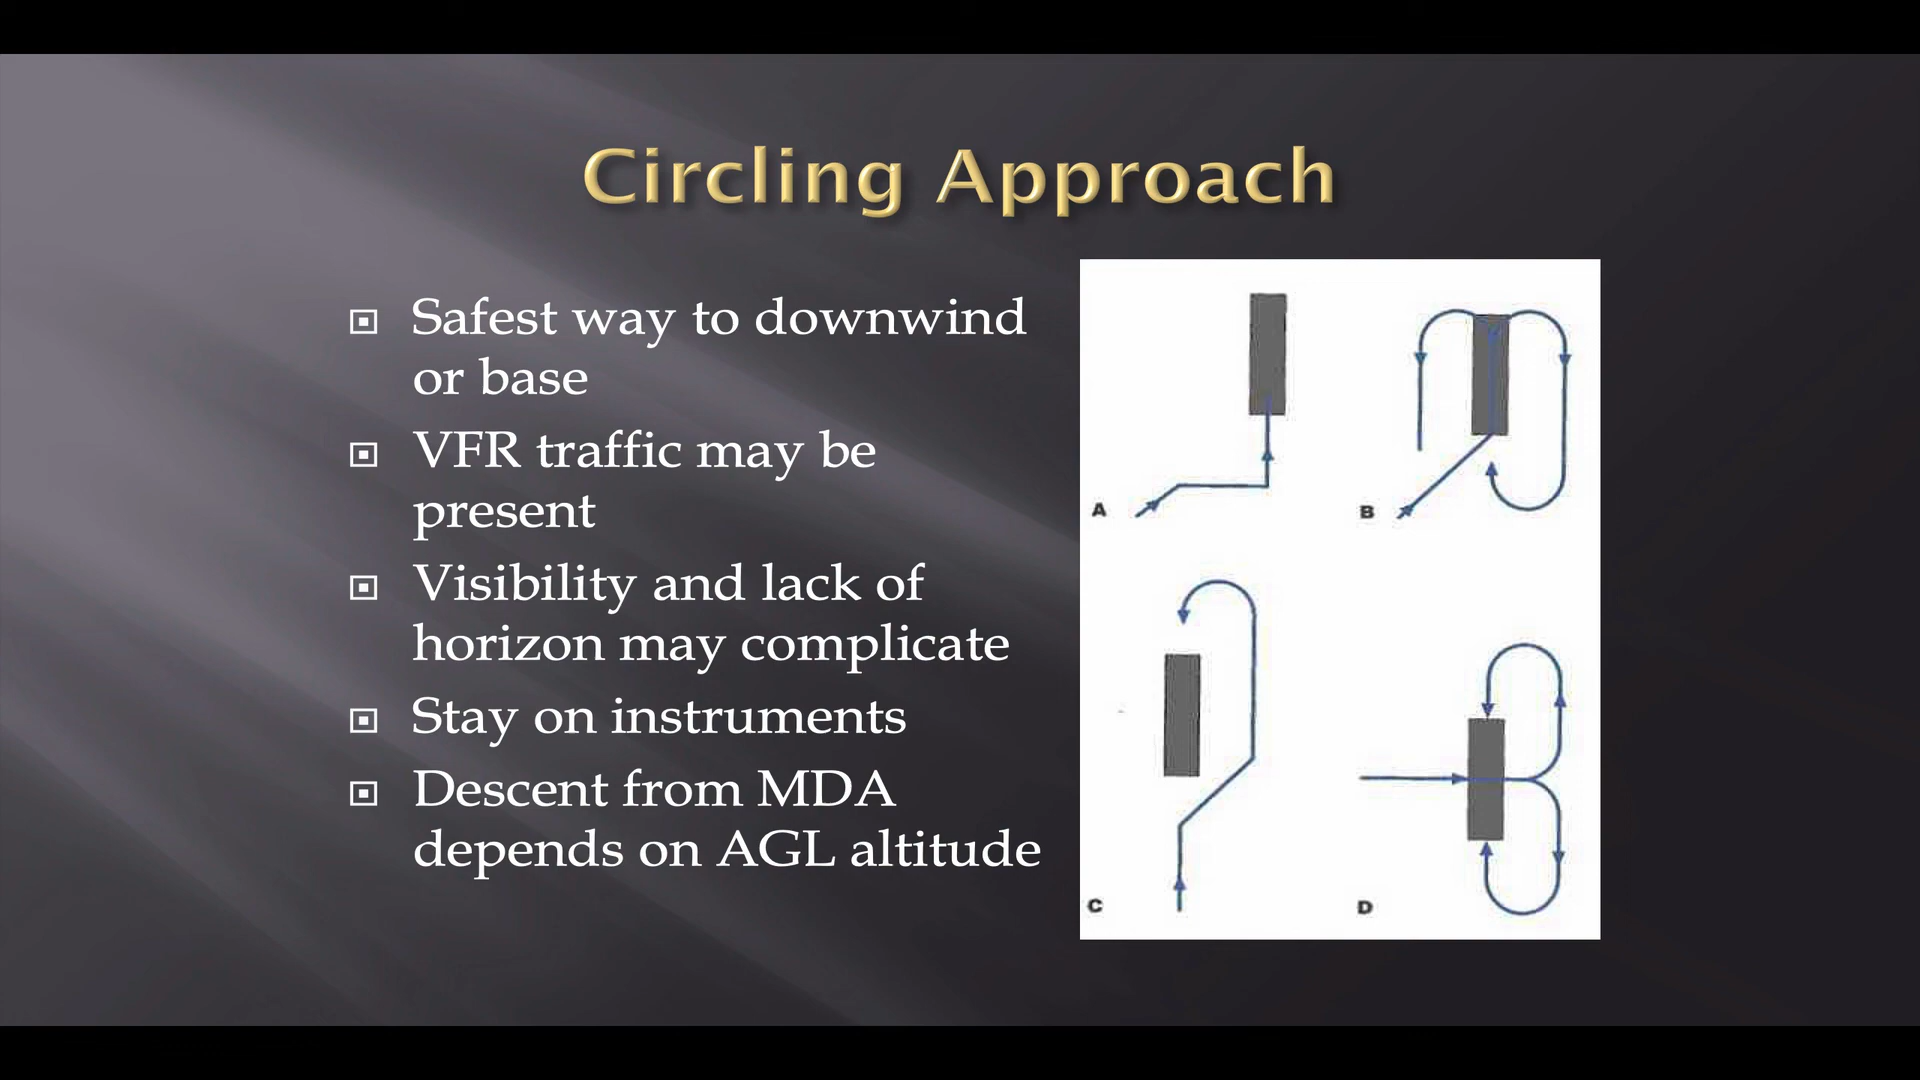 Circling Approach
Safest way to downwind
or base
VFR traffic may be
present
Visibility and lack of
horizon may complicate
Stay on instruments
Descent from MDA
depends on AGL altitude
A
B
C
D